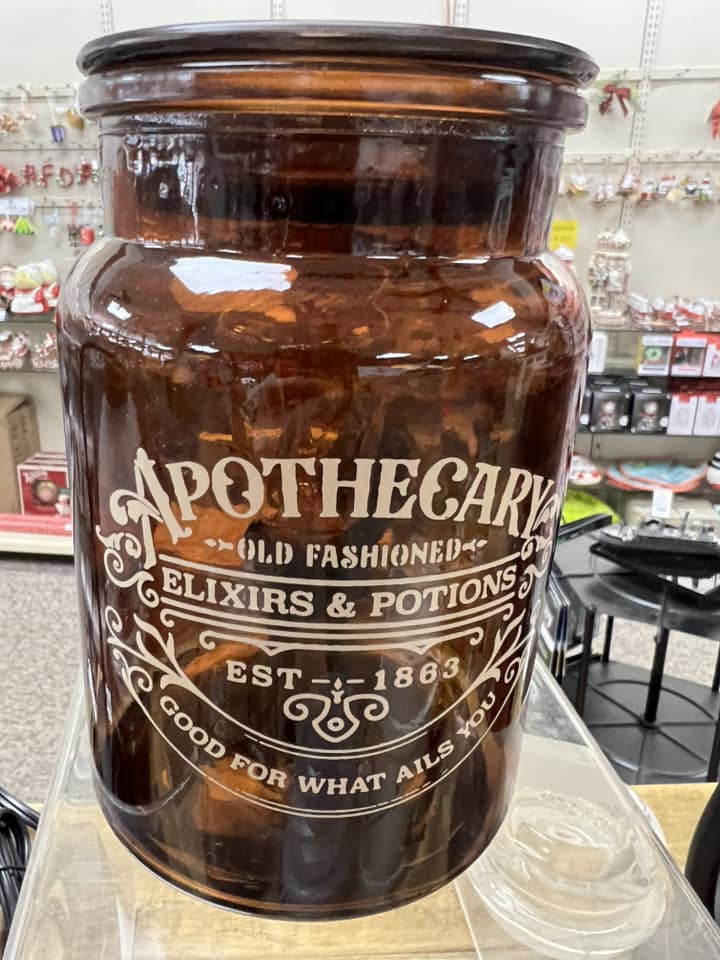 APOTHECARY
OLD FASHIONED
ELIXIRS & POTIONS
EST 1863
GOOD FOR WHAT AILS YOU